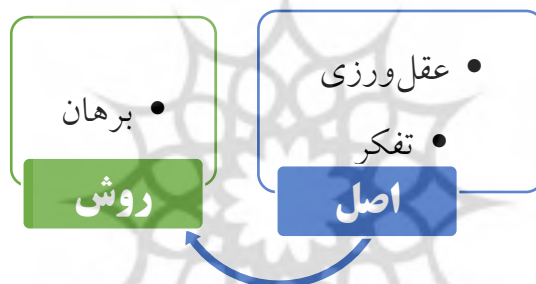 • عقل‌ورزی
• تفکر
اصل
• برهان
روش